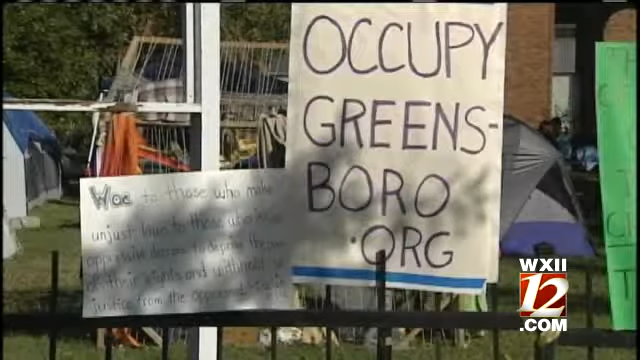 OCCUPY
GREENS-
BORO
.ORG
Woe to those who make
unjust laws to those who issue
oppressive decrees to deprive the poor
of their rights and withhold
justice from the oppressed
WXII
12
.COM